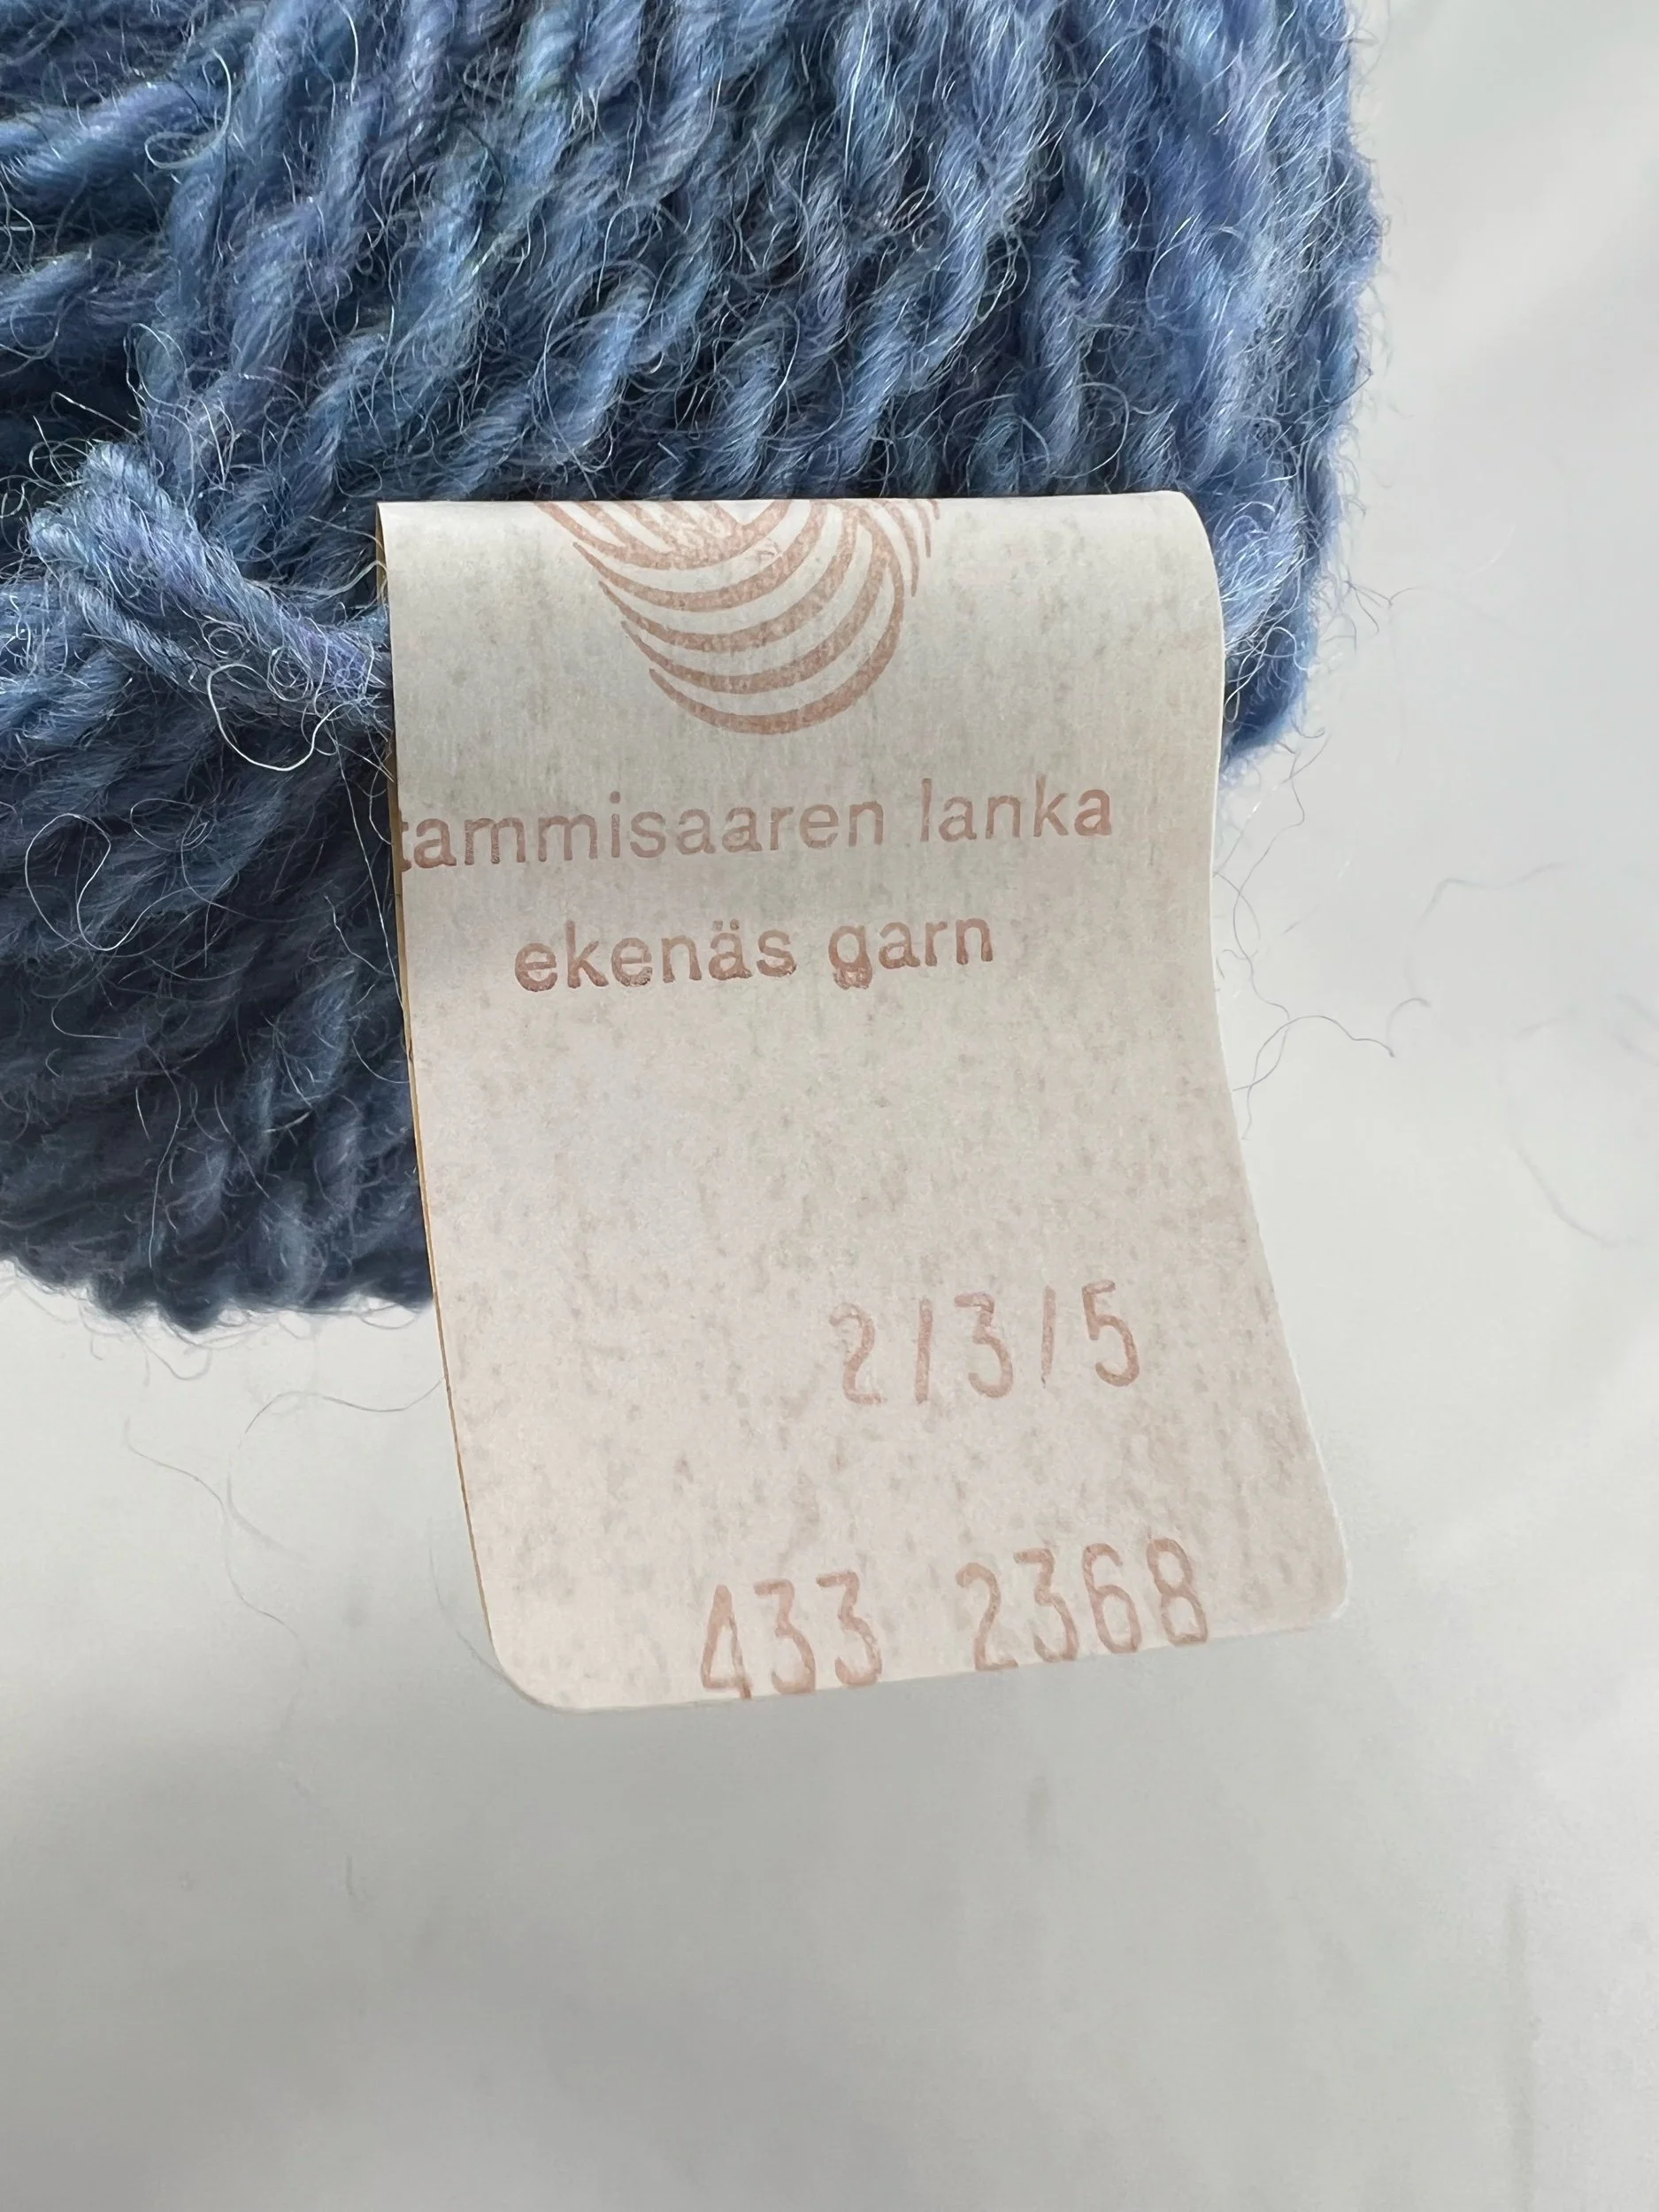 tammisaaren lanka
ekenäs garn
2/3/5
433 2368